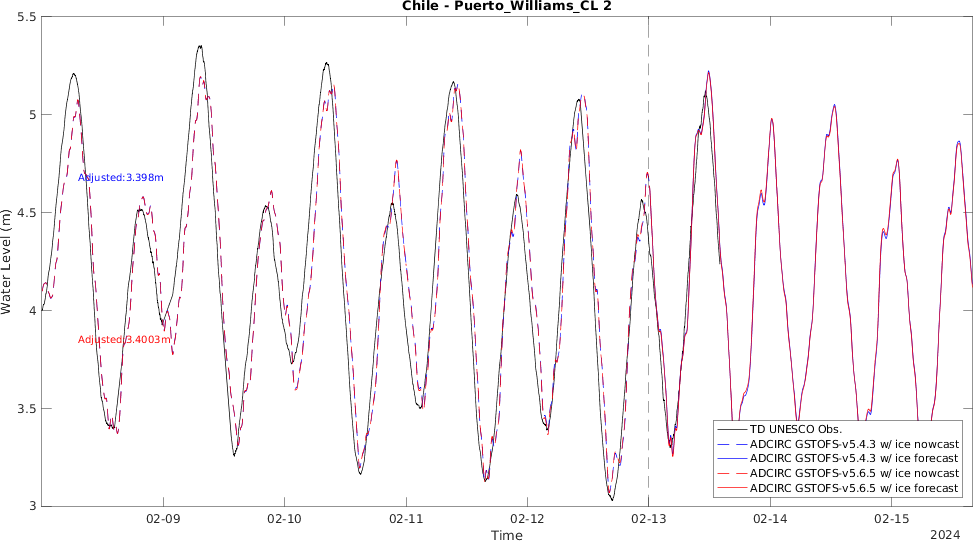 Chile - Puerto_Williams_CL 2
5.5
5
4.5
4
3.5
3
Water Level (m)
Adjusted:3.398m
Adjusted:3.4003m
TD UNESCO Obs.
ADCIRC GSTOFS-v5.4.3 w/ ice nowcast
ADCIRC GSTOFS-v5.4.3 w/ ice forecast
ADCIRC GSTOFS-v5.6.5 w/ ice nowcast
ADCIRC GSTOFS-v5.6.5 w/ ice forecast
02-09 02-10 02-11 02-12 02-13 02-14 02-15
Time
2024